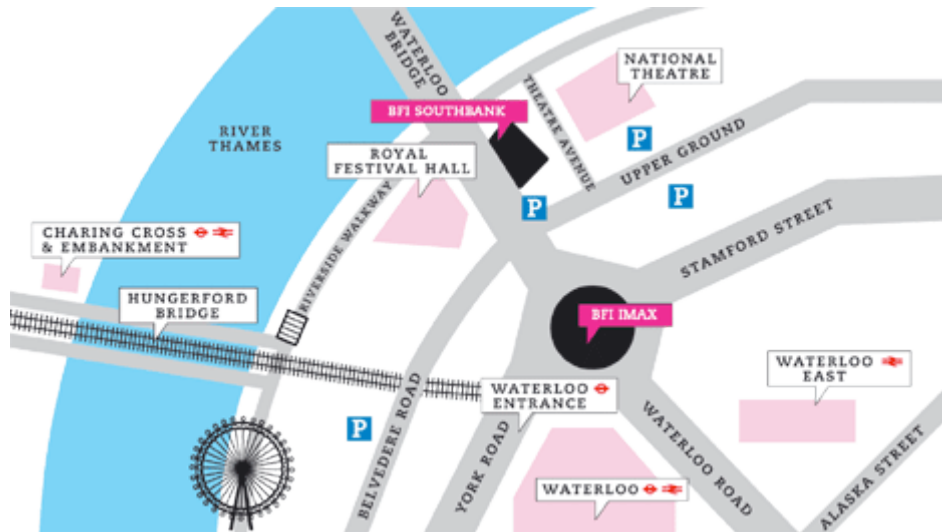 WATERLOO
BRIDGE
NATIONAL
THEATRE
BFI SOUTHBANK
THEATRE AVENUE
RIVER
THAMES
P
UPPER GROUND
ROYAL
FESTIVAL HALL
P
P
CHARING CROSS
& EMBANKMENT
RIVERSIDE WALKWAY
STAMFORD STREET
HUNGERFORD
BRIDGE
BFI IMAX
WATERLOO
EAST
WATERLOO
ENTRANCE
P
BELVEDERE ROAD
YORK ROAD
WATERLOO ROAD
ALASKA STREET
WATERLOO